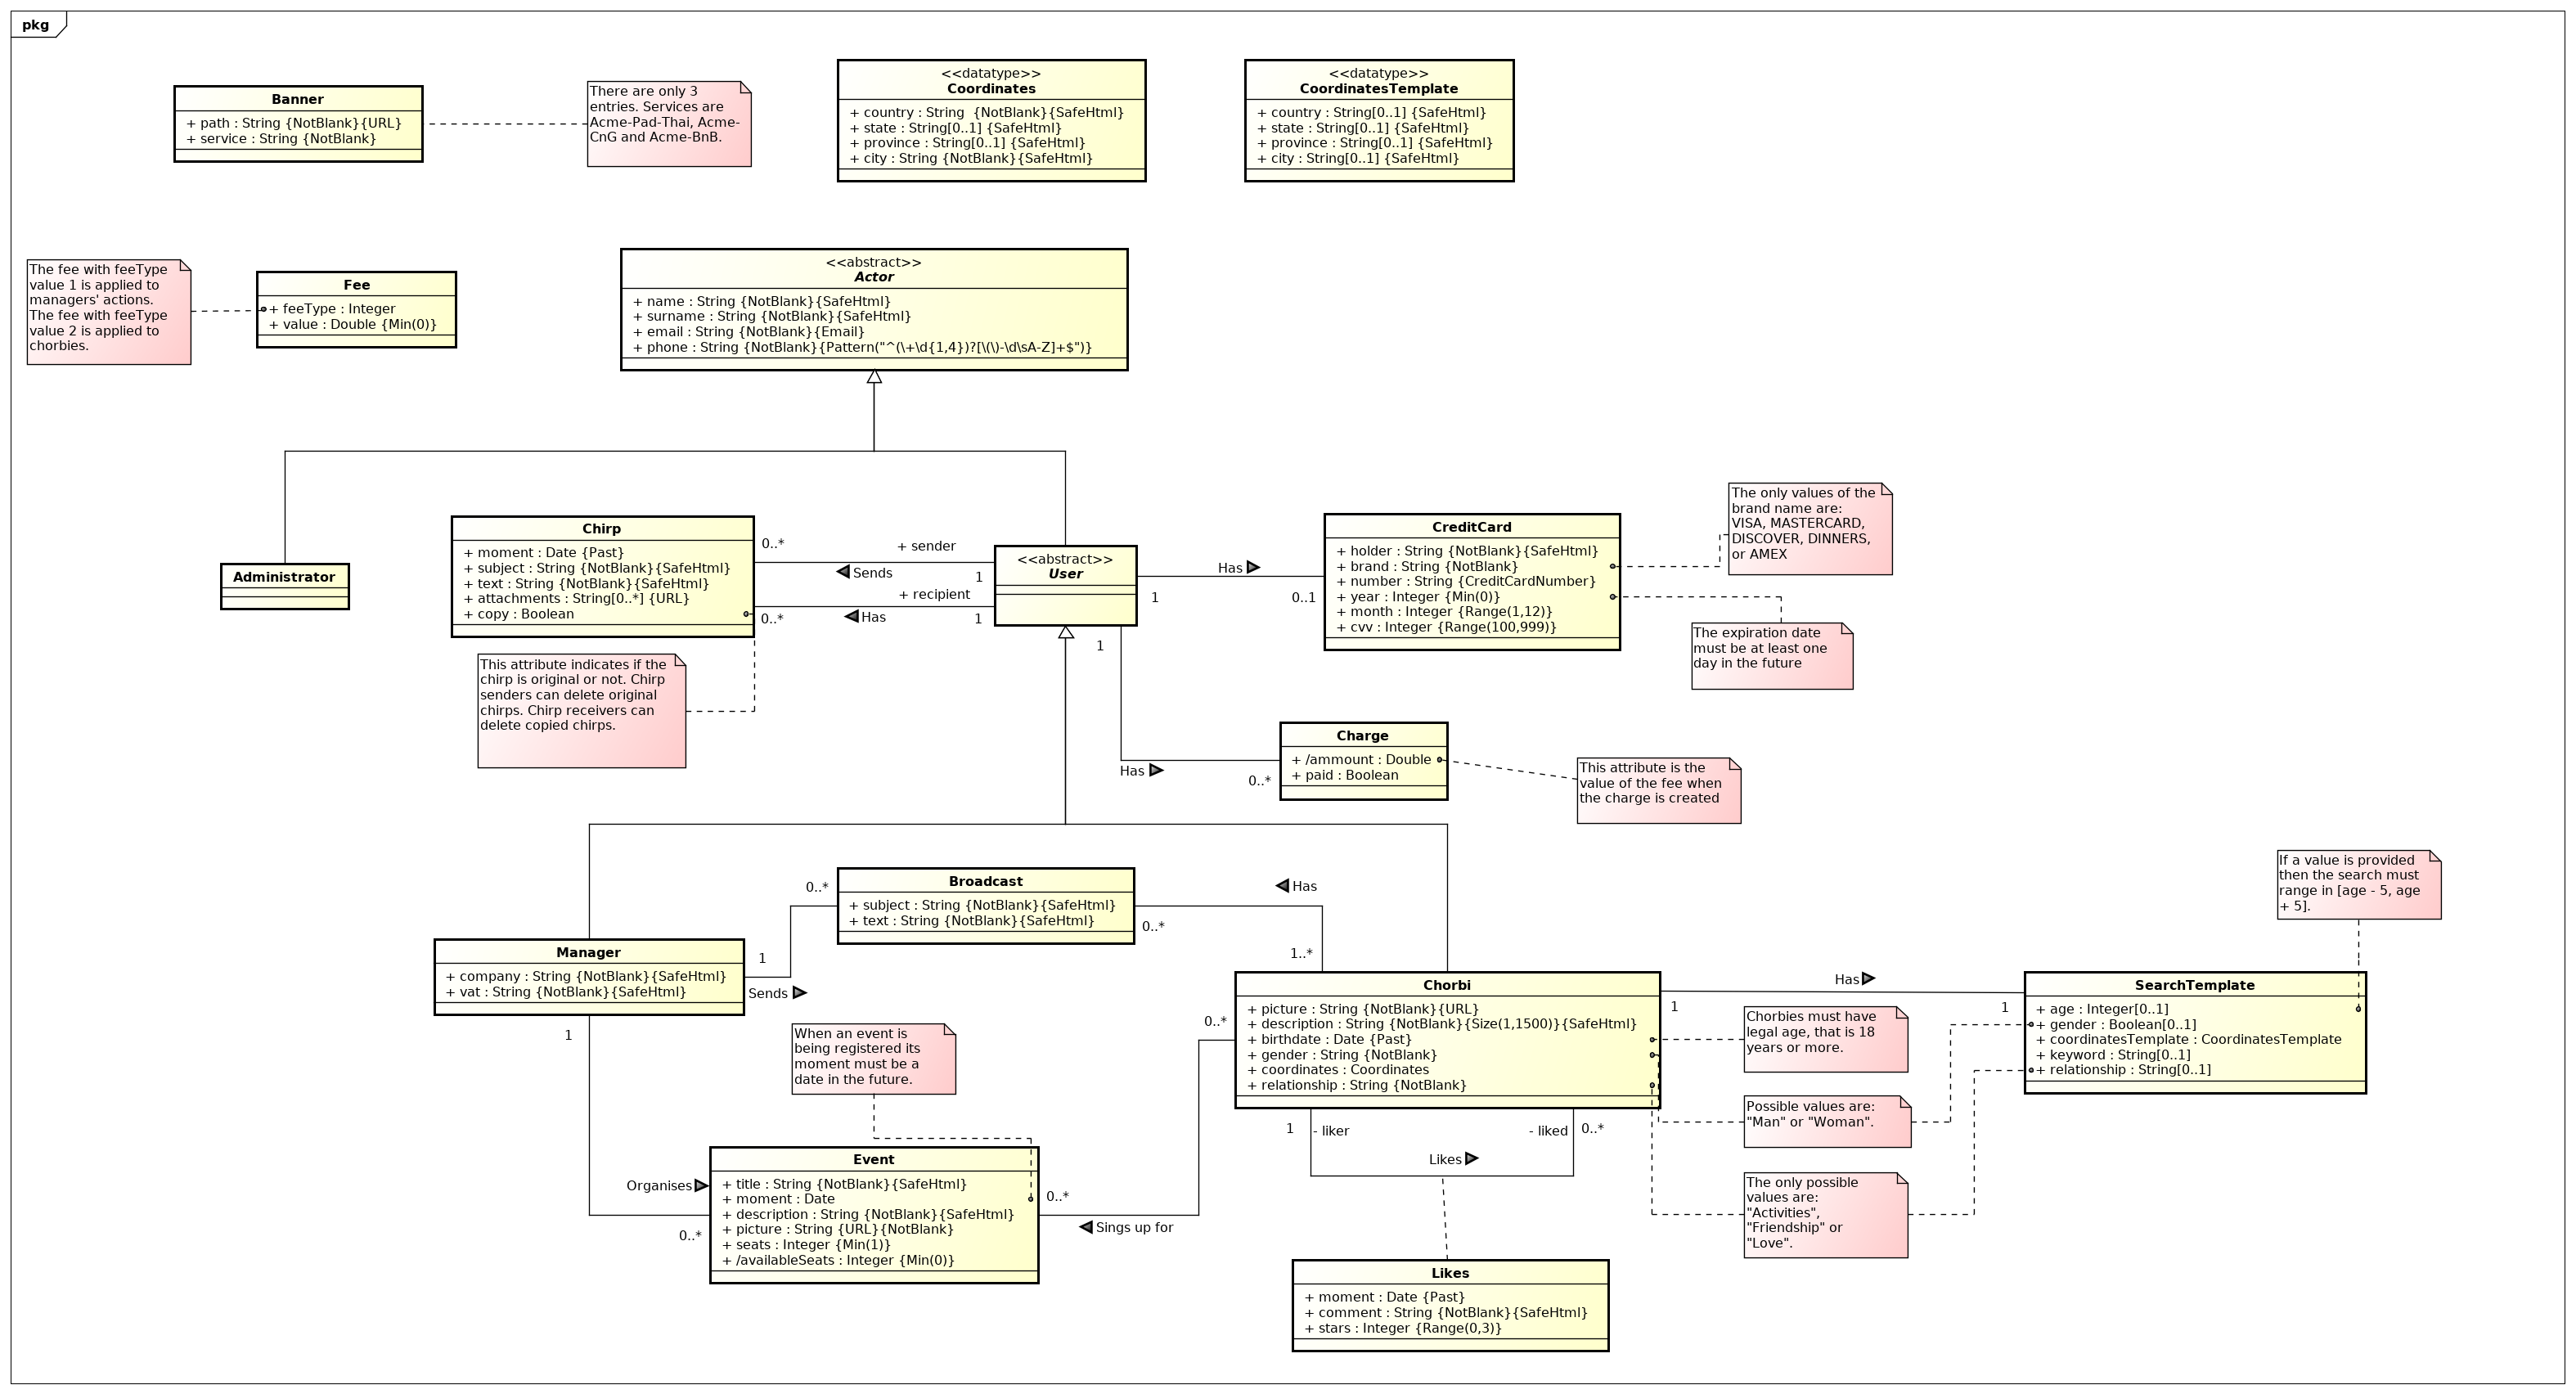 pkg
Banner
+ path : String {NotBlank}{URL}
+ service : String {NotBlank}
There are only 3
entries. Services are
Acme-Pad-Thai, Acme-
CnG and Acme-BnB.
<<datatype>>
Coordinates
+ country : String  {NotBlank}{SafeHtml}
+ state : String[0..1] {SafeHtml}
+ province : String[0..1] {SafeHtml}
+ city : String {NotBlank}{SafeHtml}
<<datatype>>
CoordinatesTemplate
+ country : String[0..1] {SafeHtml}
+ state : String[0..1] {SafeHtml}
+ province : String[0..1] {SafeHtml}
+ city : String[0..1] {SafeHtml}
The fee with feeType
value 1 is applied to
managers' actions.
The fee with feeType
value 2 is applied to
chorbies.
Fee
+ feeType : Integer
+ value : Double {Min(0)}
<<abstract>>
Actor
+ name : String {NotBlank}{SafeHtml}
+ surname : String {NotBlank}{SafeHtml}
+ email : String {NotBlank}{Email}
+ phone : String {NotBlank}{Pattern("^(\+\d{1,4})?[\(\)-\d\sA-Z]+$")}
Administrator
Chirp
+ moment : Date {Past}
+ subject : String {NotBlank}{SafeHtml}
+ text : String {NotBlank}{SafeHtml}
+ attachments : String[0..*] {URL}
+ copy : Boolean
0..*
+ sender
Sends
1
+ recipient
0..*
Has
1
<<abstract>>
User
Has
1
0..1
1
CreditCard
+ holder : String {NotBlank}{SafeHtml}
+ brand : String {NotBlank}
+ number : String {CreditCardNumber}
+ year : Integer {Min(0)}
+ month : Integer {Range(1,12)}
+ cvv : Integer {Range(100,999)}
The only values of the
brand name are:
VISA, MASTERCARD,
DISCOVER, DINNERS,
or AMEX
The expiration date
must be at least one
day in the future
This attribute indicates if the
chirp is original or not. Chirp
senders can delete original
chirps. Chirp receivers can
delete copied chirps.
Has
0..*
Charge
+ /ammount : Double
+ paid : Boolean
This attribute is the
value of the fee when
the charge is created
Broadcast
+ subject : String {NotBlank}{SafeHtml}
+ text : String {NotBlank}{SafeHtml}
0..*
Has
0..*
1..*
Manager
+ company : String {NotBlank}{SafeHtml}
+ vat : String {NotBlank}{SafeHtml}
1
Sends
1
When an event is
being registered its
moment must be a
date in the future.
0..*
Chorbi
+ picture : String {NotBlank}{URL}
+ description : String {NotBlank}{Size(1,1500)}{SafeHtml}
+ birthdate : Date {Past}
+ gender : String {NotBlank}
+ coordinates : Coordinates
+ relationship : String {NotBlank}
Has
1
1
If a value is provided
then the search must
range in [age - 5, age
+ 5].
SearchTemplate
+ age : Integer[0..1]
+ gender : Boolean[0..1]
+ coordinatesTemplate : CoordinatesTemplate
+ keyword : String[0..1]
+ relationship : String[0..1]
Chorbies must have
legal age, that is 18
years or more.
Possible values are:
"Man" or "Woman".
The only possible
values are:
"Activities",
"Friendship" or
"Love".
1
- liker
- liked
0..*
Likes
Organises
0..*
Event
+ title : String {NotBlank}{SafeHtml}
+ moment : Date
+ description : String {NotBlank}{SafeHtml}
+ picture : String {URL}{NotBlank}
+ seats : Integer {Min(1)}
+ /availableSeats : Integer {Min(0)}
0..*
Sings up for
Likes
+ moment : Date {Past}
+ comment : String {NotBlank}{SafeHtml}
+ stars : Integer {Range(0,3)}